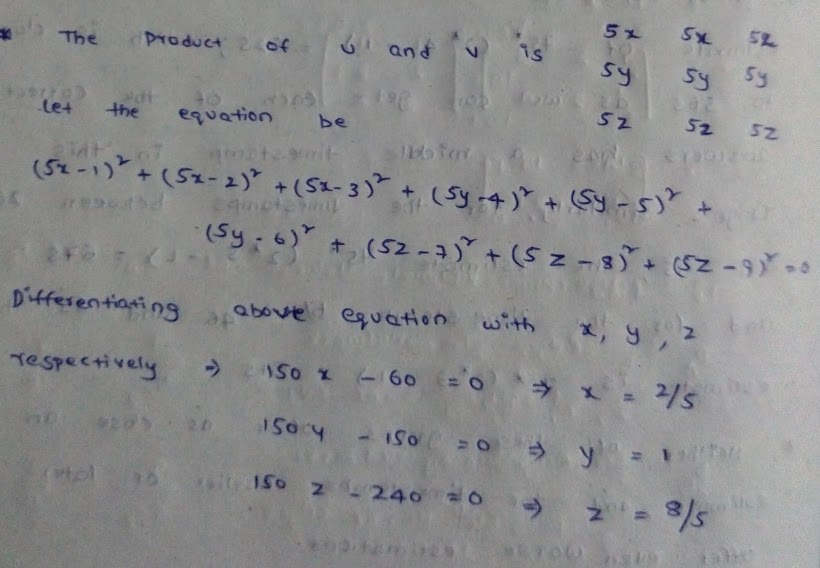 * The product of u and v is 5x 5x 5x
5y 5y 5y
Let the equation be 5z 5z 5z
(5x-1)² + (5x-2)² + (5x-3)² + (5y-4)² + (5y-5)² +
(5y-6)² + (5z-7)² + (5z-8)² + (5z-9)² = 0
Differentiating above equation with x, y, z
respectively ⇒ 150x - 60 = 0 ⇒ x = 2/5
150y - 150 = 0 ⇒ y = 1
150z - 240 = 0 ⇒ z = 8/5